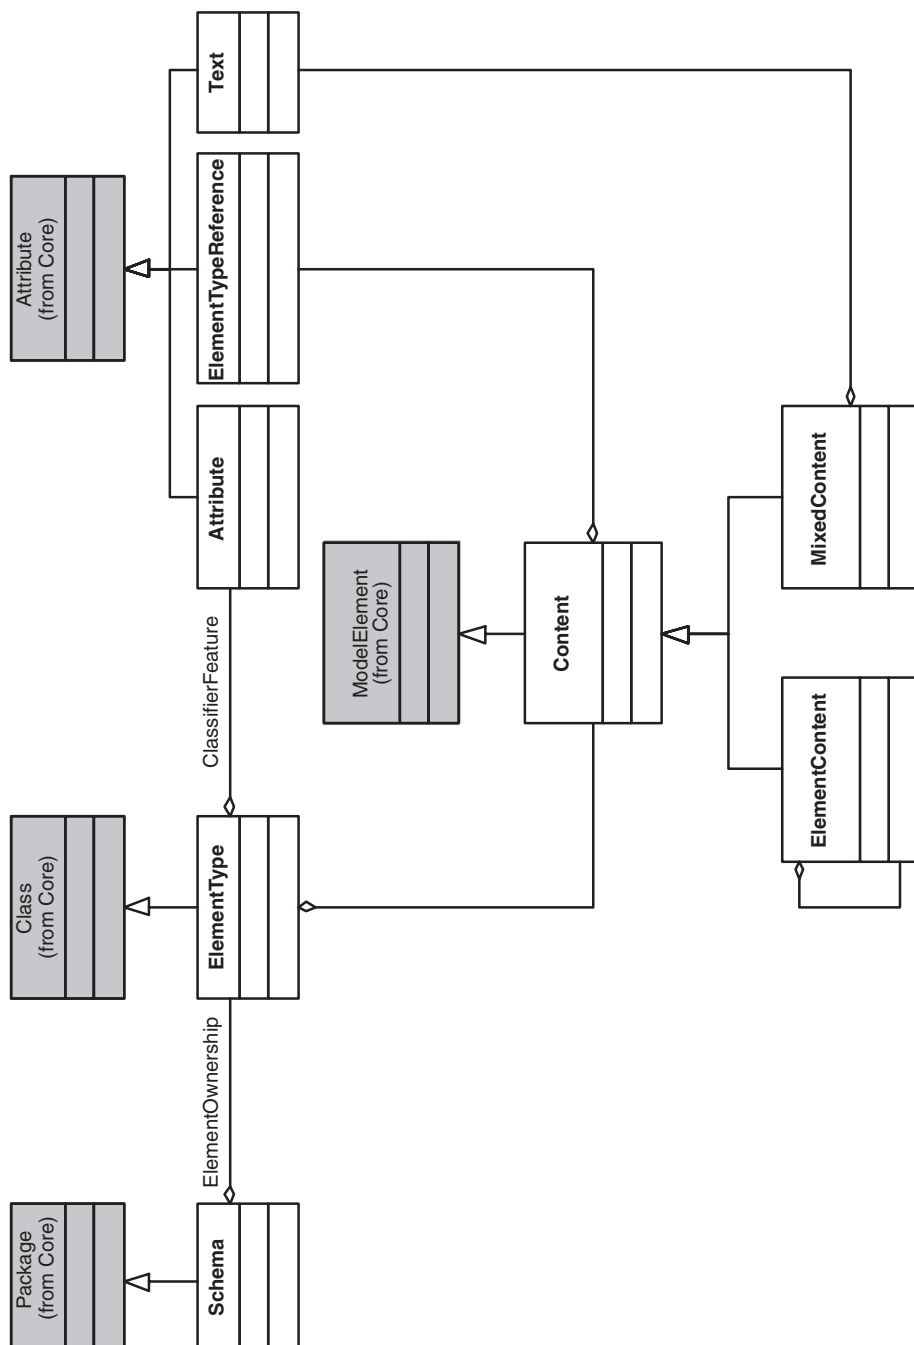 Package
(from Core)
Class
(from Core)
Attribute
(from Core)
Schema
ElementOwnership
ElementType
ClassifierFeature
Attribute
ElementTypeReference
Text
ModelElement
(from Core)
Content
ElementContent
MixedContent